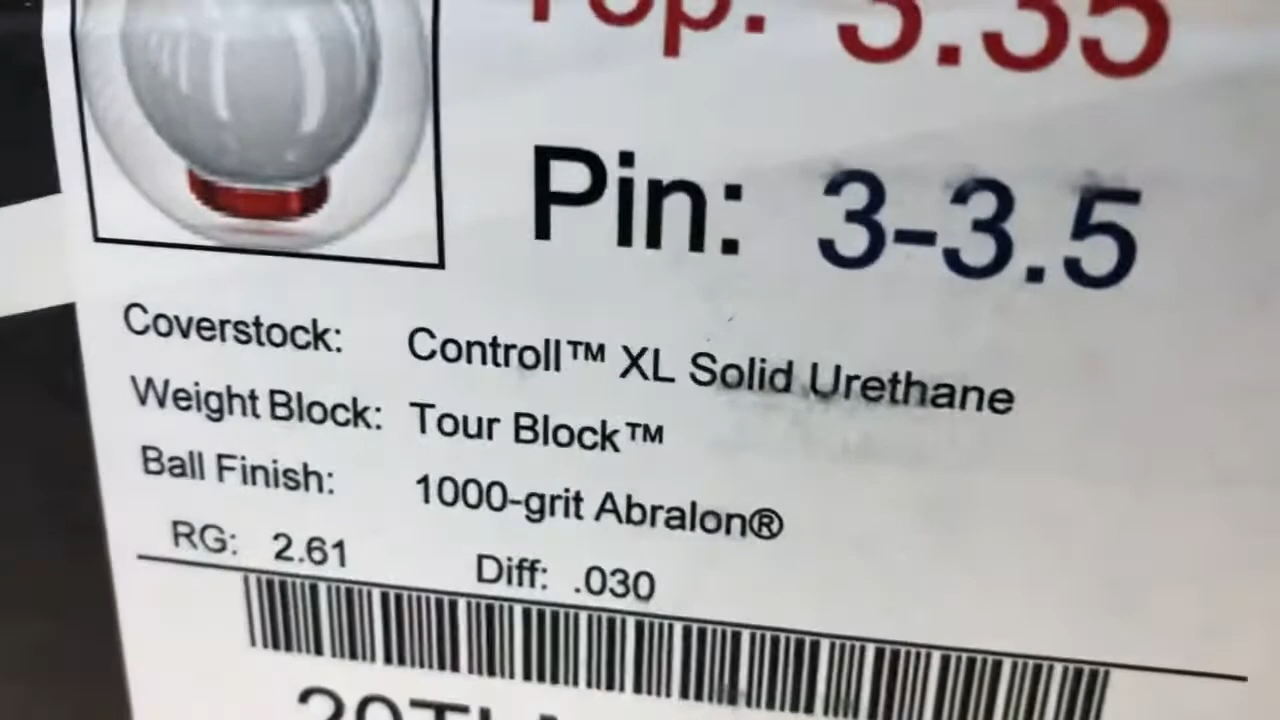 Top: 3.35
Pin: 3-3.5
Coverstock: Controll™ XL Solid Urethane
Weight Block: Tour Block™
Ball Finish: 1000-grit Abralon®
RG: 2.61 Diff: .030